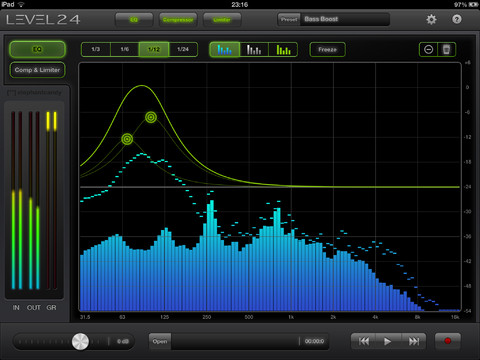 iPad
23:16
97%
LEVEL 24
EQ
Compressor
Limiter
Preset
Bass Boost
EQ
1/3
1/6
1/12
1/24
Freeze
Comp & Limiter
+6
0
-6
-12
-18
-24
-30
-36
-42
-48
-54
31.5
63
125
250
500
1k
2k
4k
8k
16k
IN
OUT
GR
0 dB
Open
00:00:0